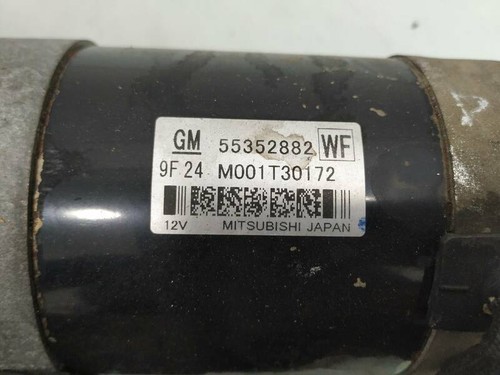 GM 55352882 WF
9F 24 M001T30172
12V MITSUBISHI JAPAN